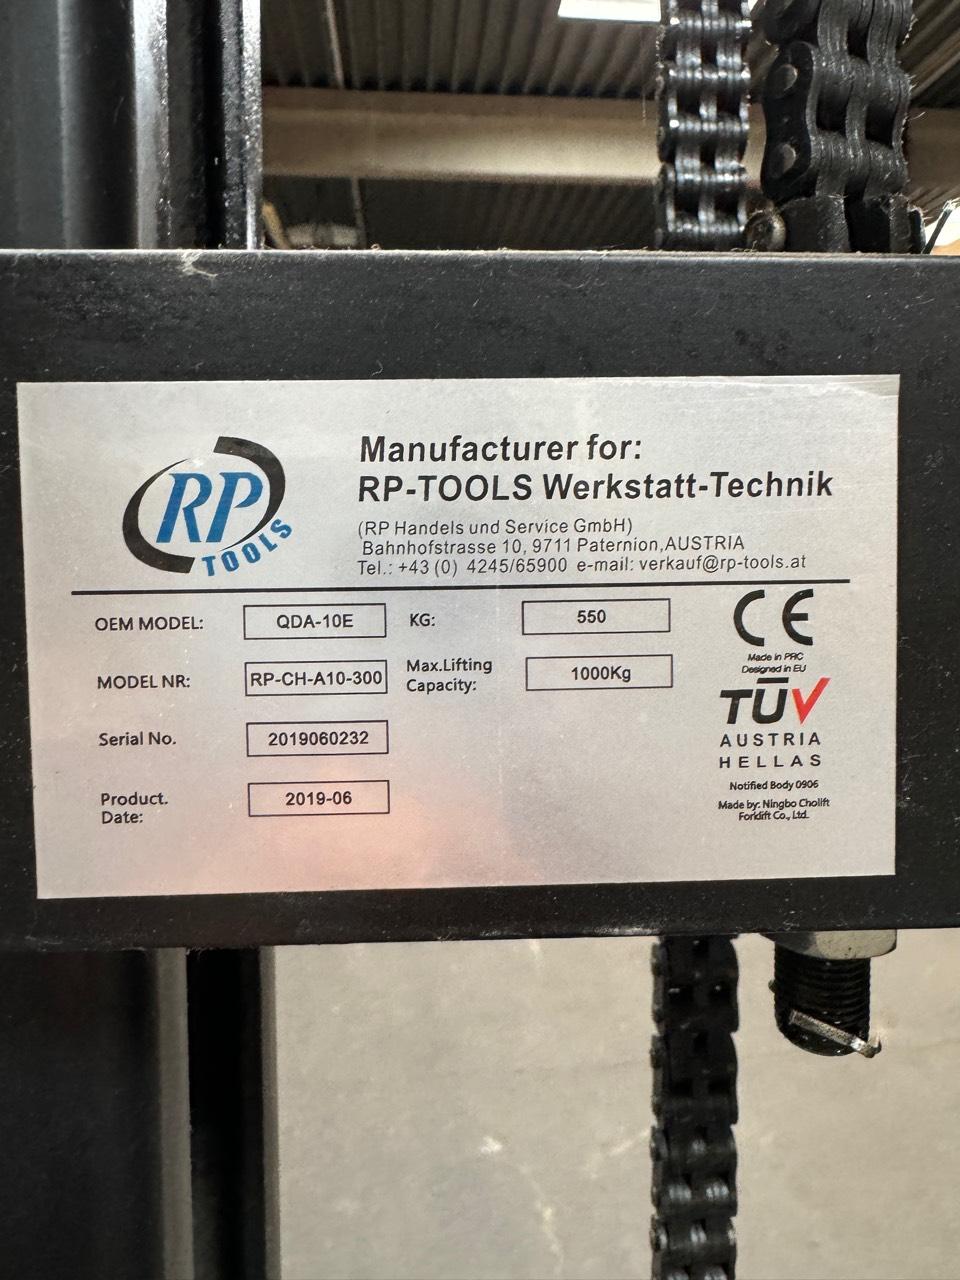 RP
TOOLS
Manufacturer for:
RP-TOOLS Werkstatt-Technik
(RP Handels und Service GmbH)
Bahnhofstrasse 10, 9711 Paternion,AUSTRIA
Tel.: +43 (0) 4245/65900 e-mail: verkauf@rp-tools.at
OEM MODEL: QDA-10E KG: 550
MODEL NR: RP-CH-A10-300 Max.Lifting Capacity: 1000Kg
Serial No. 2019060232
Product. Date: 2019-06
CE
Made in PRC
Designed in EU
TÜV
AUSTRIA
HELLAS
Notified Body 0906
Made by: Ningbo Cholift
Forklift Co., Ltd.